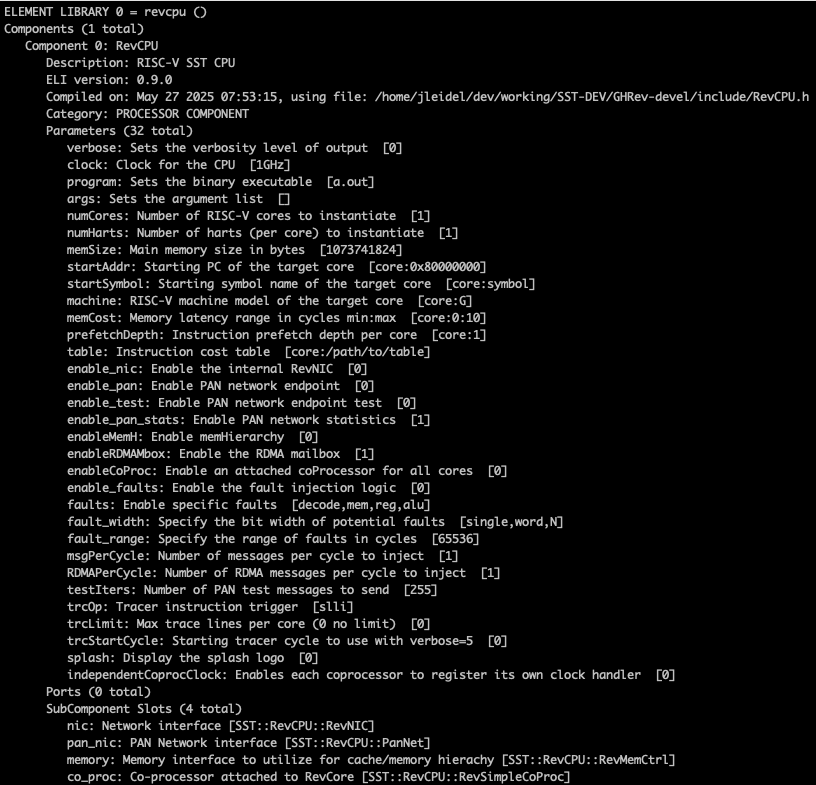 ELEMENT LIBRARY 0 = revcpu ()
Components (1 total)
Component 0: RevCPU
Description: RISC-V SST CPU
ELI version: 0.9.0
Compiled on: May 27 2025 07:53:15, using file: /home/jleidel/dev/working/SST-DEV/GHRev-devel/include/RevCPU.h
Category: PROCESSOR COMPONENT
Parameters (32 total)
verbose: Sets the verbosity level of output  [0]
clock: Clock for the CPU  [1GHz]
program: Sets the binary executable  [a.out]
args: Sets the argument list  []
numCores: Number of RISC-V cores to instantiate  [1]
numHarts: Number of harts (per core) to instantiate  [1]
memSize: Main memory size in bytes  [1073741824]
startAddr: Starting PC of the target core  [core:0x80000000]
startSymbol: Starting symbol name of the target core  [core:symbol]
machine: RISC-V machine model of the target core  [core:G]
memCost: Memory latency range in cycles min:max  [core:0:10]
prefetchDepth: Instruction prefetch depth per core  [core:1]
table: Instruction cost table  [core:/path/to/table]
enable_nic: Enable the internal RevNIC  [0]
enable_pan: Enable PAN network endpoint  [0]
enable_test: Enable PAN network endpoint test  [0]
enable_pan_stats: Enable PAN network statistics  [1]
enableMemH: Enable memHierarchy  [0]
enableRDMAMbox: Enable the RDMA mailbox  [1]
enableCoProc: Enable an attached coProcessor for all cores  [0]
enable_faults: Enable the fault injection logic  [0]
faults: Enable specific faults  [decode,mem,reg,alu]
fault_width: Specify the bit width of potential faults  [single,word,N]
fault_range: Specify the range of faults in cycles  [65536]
msgPerCycle: Number of messages per cycle to inject  [1]
RDMAPerCycle: Number of RDMA messages per cycle to inject  [1]
testIters: Number of PAN test messages to send  [255]
trcOp: Tracer instruction trigger  [slli]
trcLimit: Max trace lines per core (0 no limit)  [0]
trcStartCycle: Starting tracer cycle to use with verbose=5  [0]
splash: Display the splash logo  [0]
independentCoprocClock: Enables each coprocessor to register its own clock handler  [0]
Ports (0 total)
SubComponent Slots (4 total)
nic: Network interface [SST::RevCPU::RevNIC]
pan_nic: PAN Network interface [SST::RevCPU::PanNet]
memory: Memory interface to utilize for cache/memory hierachy [SST::RevCPU::RevMemCtrl]
co_proc: Co-processor attached to RevCore [SST::RevCPU::RevSimpleCoProc]